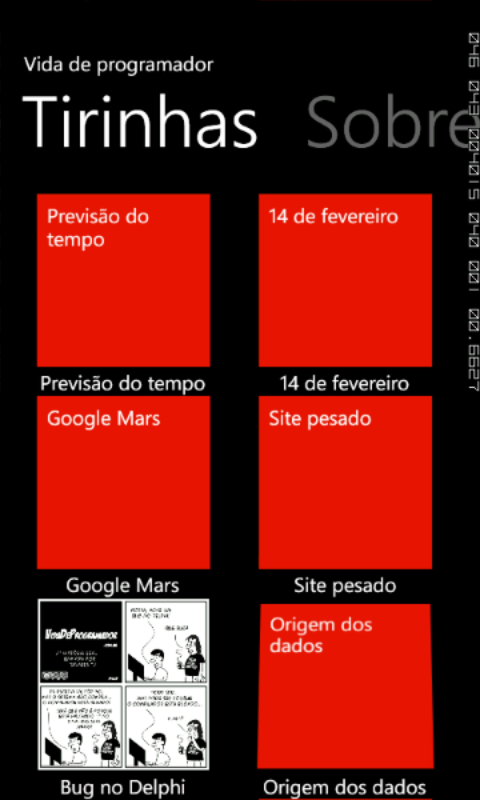 Vida de programador
Tirinhas Sobre
Previsão do
tempo
14 de fevereiro
Previsão do tempo
14 de fevereiro
Google Mars
Site pesado
Google Mars
Site pesado
VidaDeProgramador
Origem dos
dados
Bug no Delphi
Origem dos dados
046 043 004015 040 001 00.6627